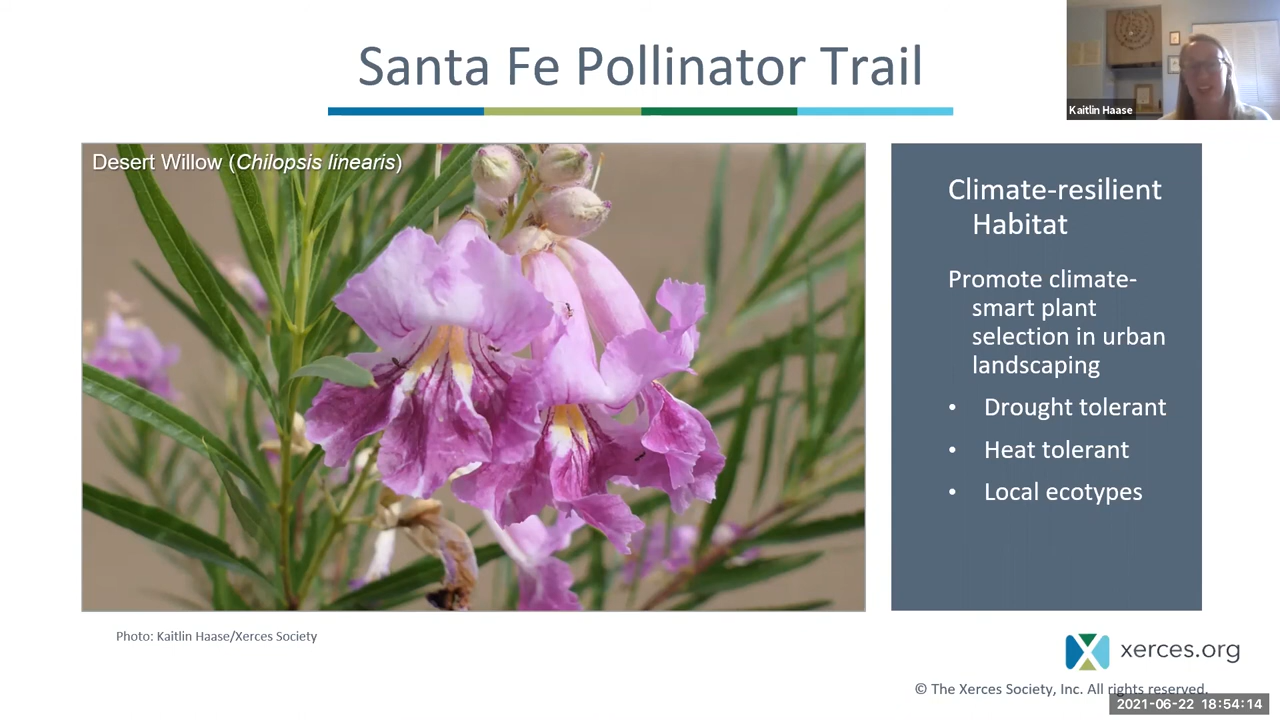 Santa Fe Pollinator Trail
Kaitlin Haase
Desert Willow (Chilopsis linearis)
Climate-resilient
Habitat
Promote climate-
smart plant
selection in urban
landscaping
• Drought tolerant
• Heat tolerant
• Local ecotypes
Photo: Kaitlin Haase/Xerces Society
xerces.org
© The Xerces Society, Inc. All rights reserved.
2021-06-22 18:54:14